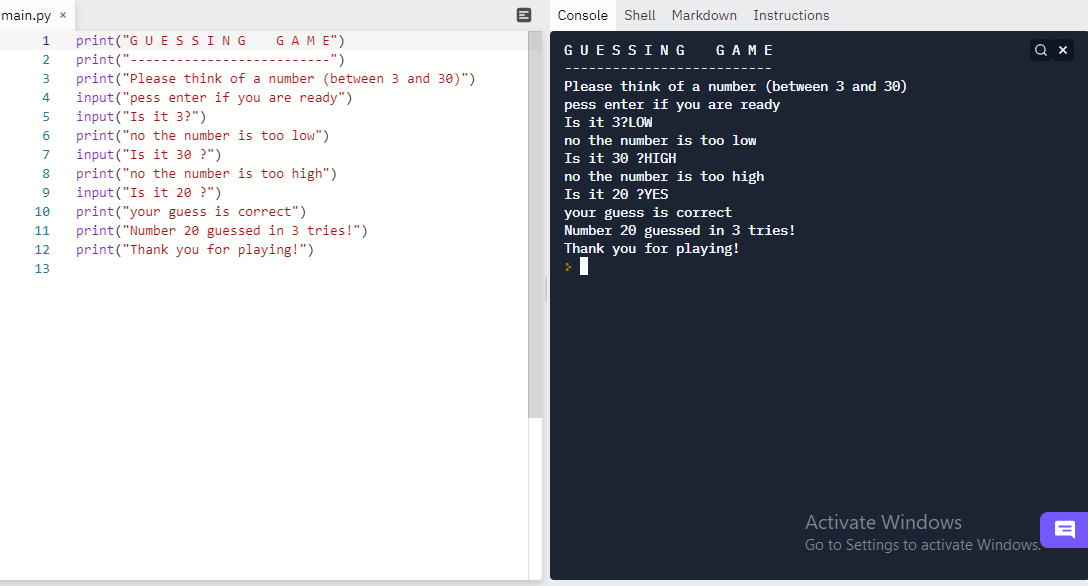 main.py ×
1 print("G U E S S I N G    G A M E")
2 print("--------------------------")
3 print("Please think of a number (between 3 and 30)")
4 input("pess enter if you are ready")
5 input("Is it 3?")
6 print("no the number is too low")
7 input("Is it 30 ?")
8 print("no the number is too high")
9 input("Is it 20 ?")
10 print("your guess is correct")
11 print("Number 20 guessed in 3 tries!")
12 print("Thank you for playing!")
13
Console Shell Markdown Instructions
G U E S S I N G    G A M E
--------------------------
Please think of a number (between 3 and 30)
pess enter if you are ready
Is it 3?LOW
no the number is too low
Is it 30 ?HIGH
no the number is too high
Is it 20 ?YES
your guess is correct
Number 20 guessed in 3 tries!
Thank you for playing!
>
Activate Windows
Go to Settings to activate Windows.